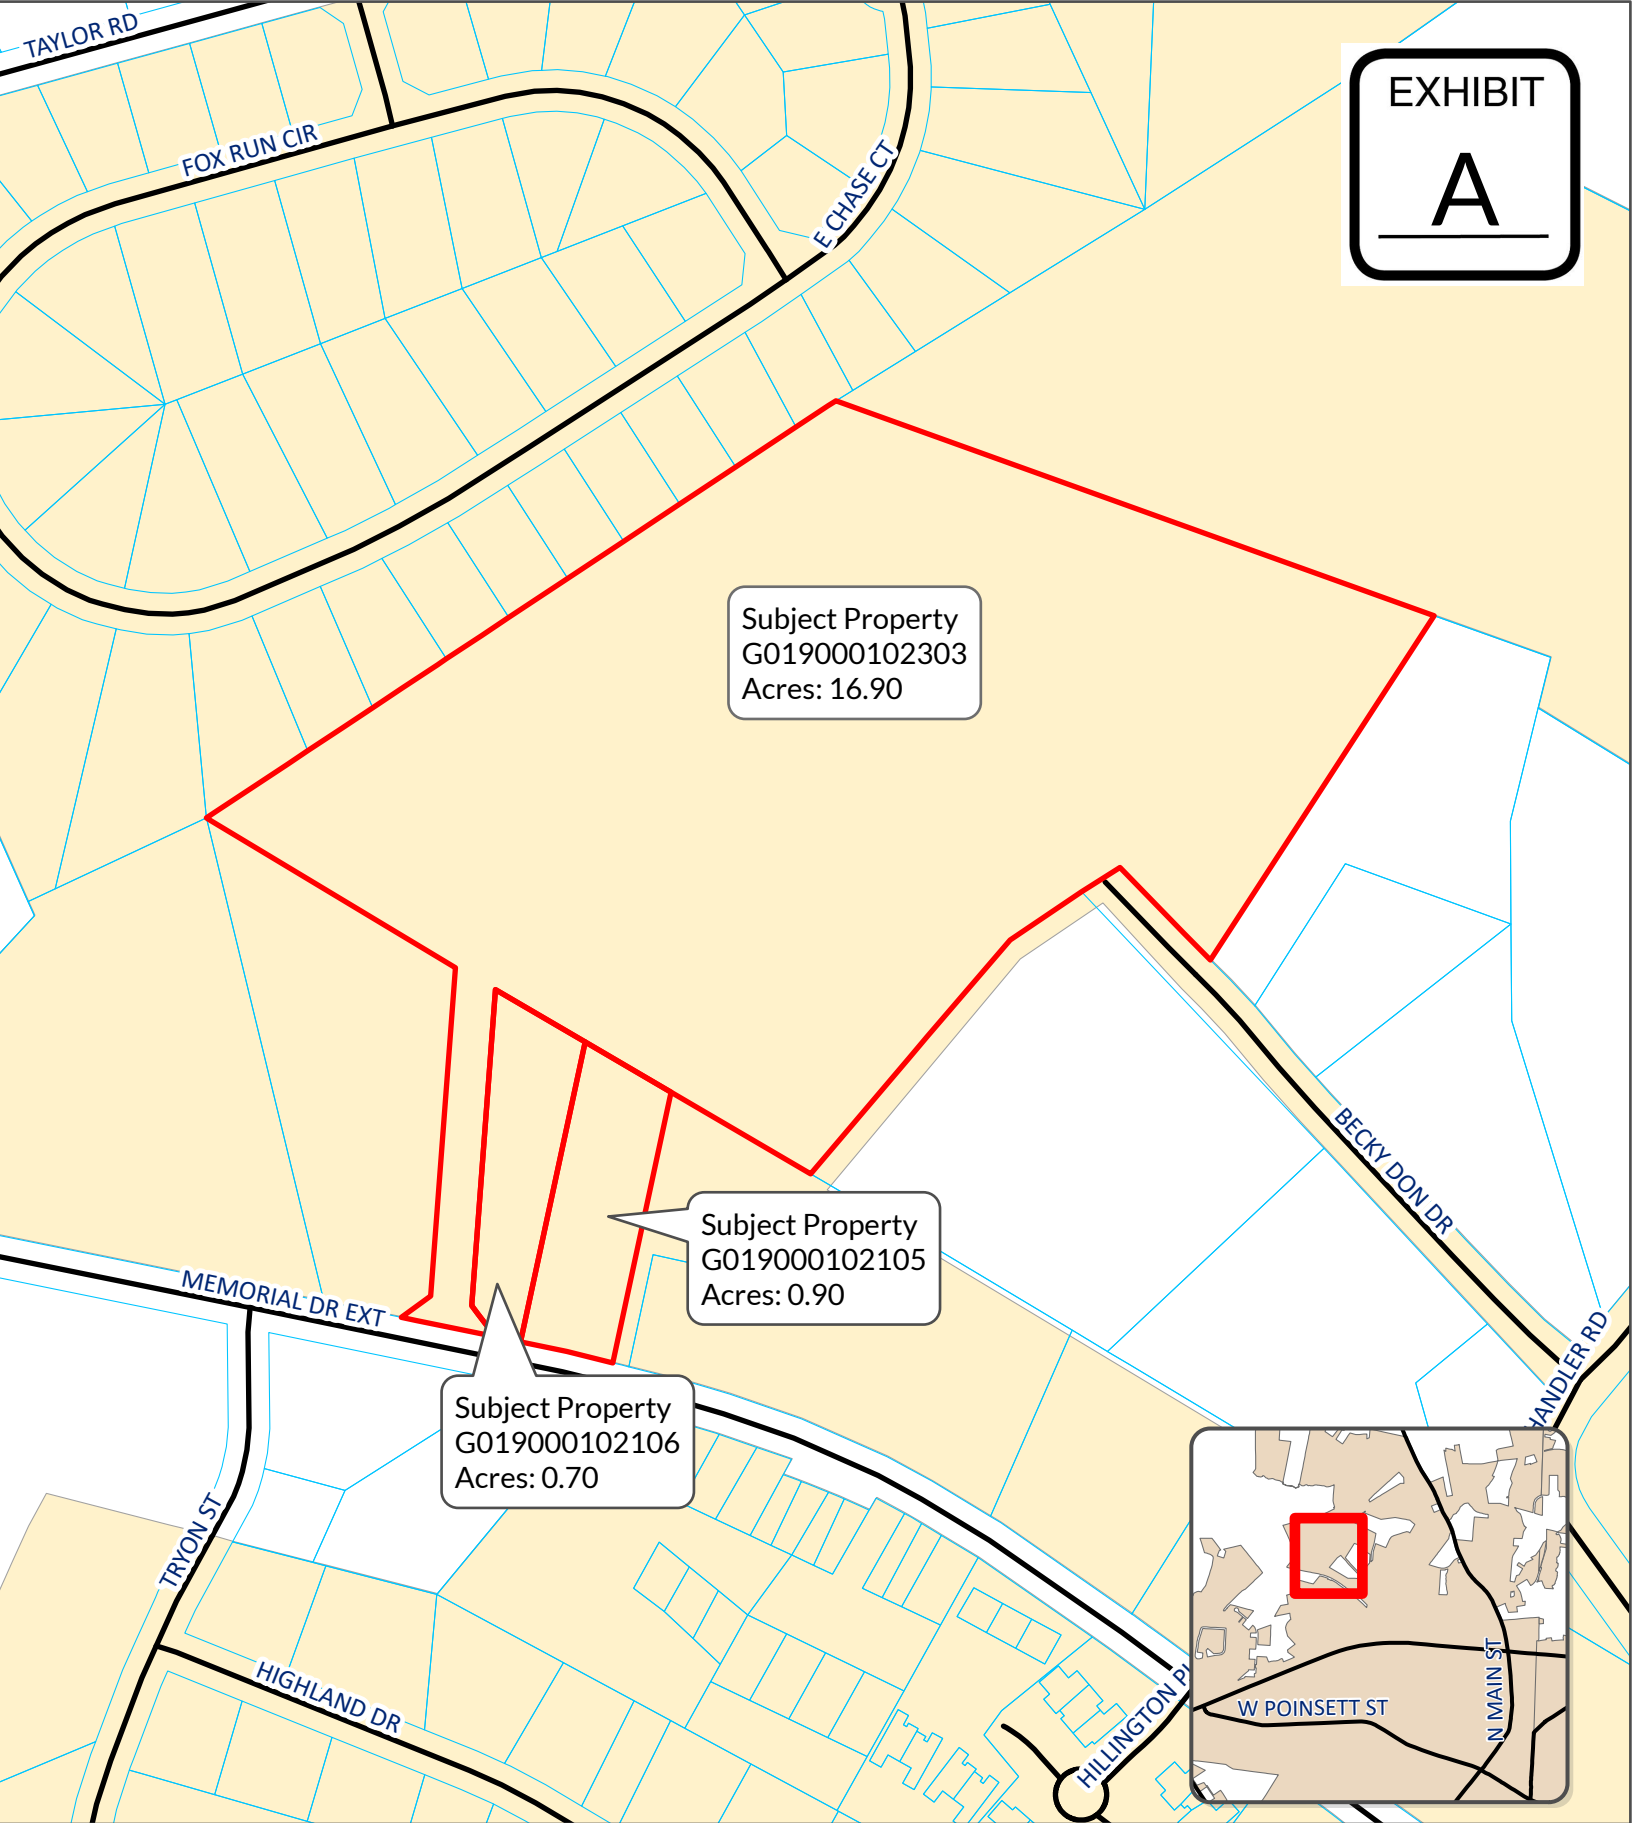 TAYLOR RD
EXHIBIT
A
FOX RUN CIR
E CHASE CT
Subject Property
G019000102303
Acres: 16.90
BECKY DON DR
Subject Property
G019000102105
Acres: 0.90
MEMORIAL DR EXT
HANDLER RD
Subject Property
G019000102106
Acres: 0.70
TRYON ST
HIGHLAND DR
HILLINGTON PL
W POINSETT ST
N MAIN ST